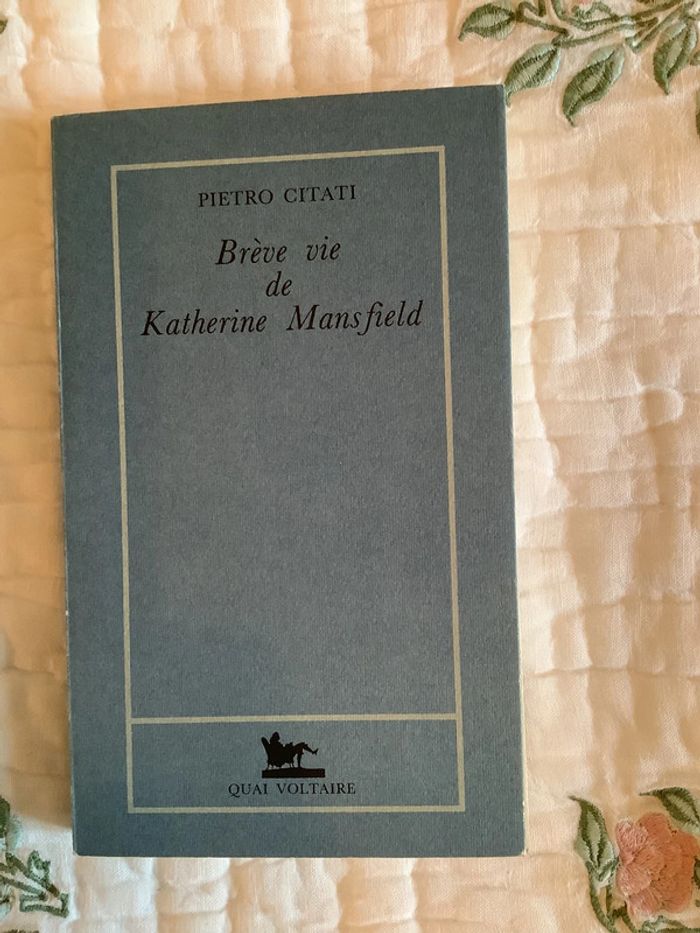 PIETRO CITATI
Brève vie
de
Katherine Mansfield
QUAI VOLTAIRE